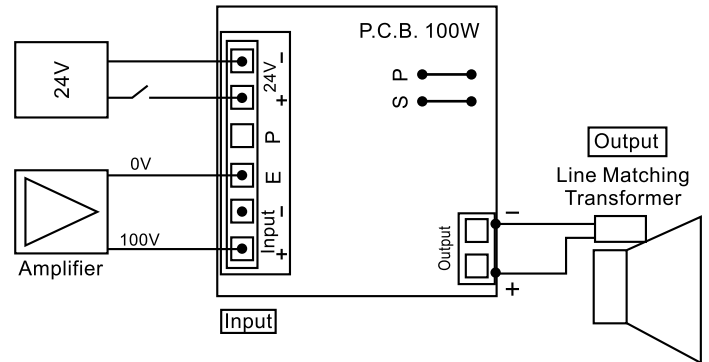 P.C.B. 100W
24V
24V
−
+
P
S
P
E
0V
Input
−
+
100V
Amplifier
Input
Output
Line Matching
Transformer
Output
−
+